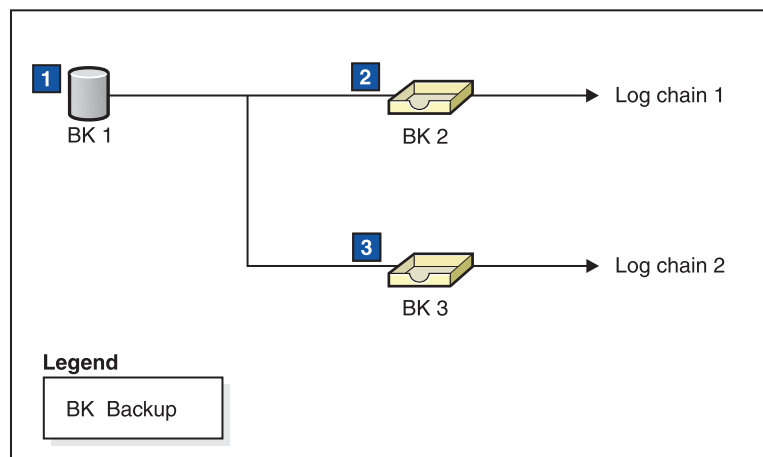 1
BK 1
2
BK 2
Log chain 1
3
BK 3
Log chain 2
Legend
BK Backup